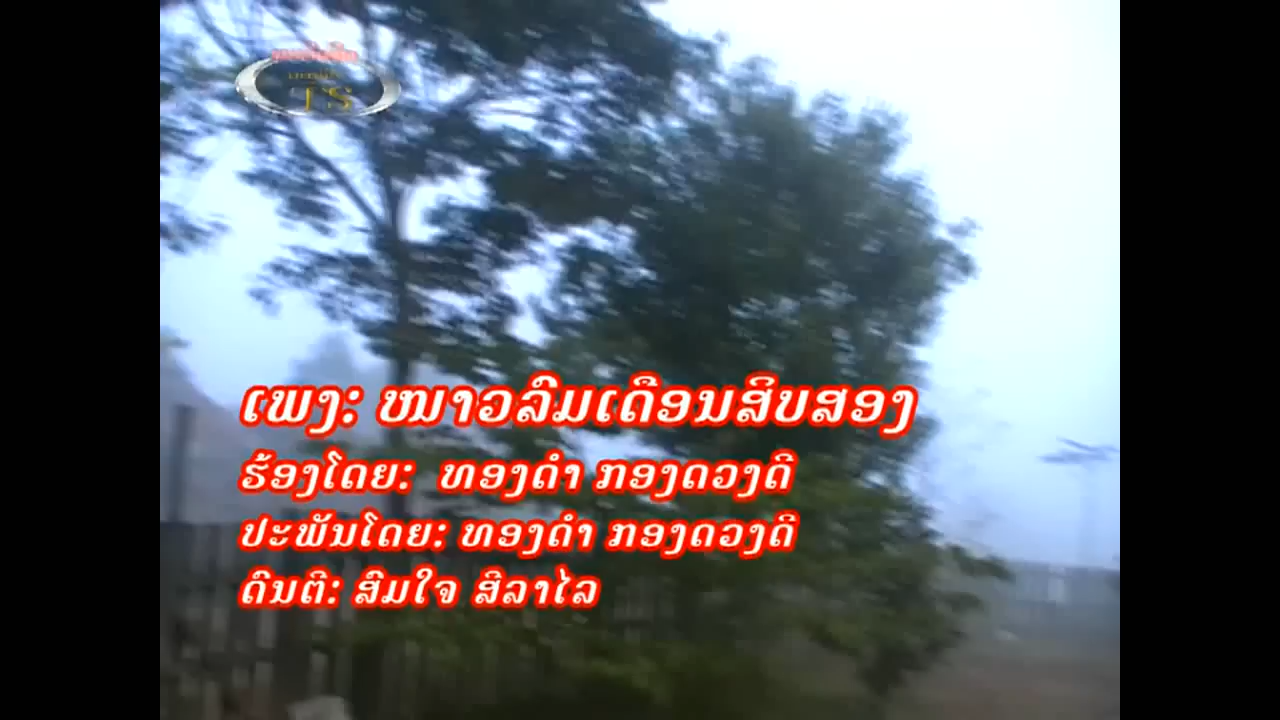 TS
ເພງ: ໜາວລົມເດືອນສິບສອງ
ຮ້ອງໂດຍ: ທອງດຳ ກອງດວງດີ
ປະພັນໂດຍ: ທອງດຳ ກອງດວງດີ
ດົນຕີ: ສົມໃຈ ສີລາໄລ